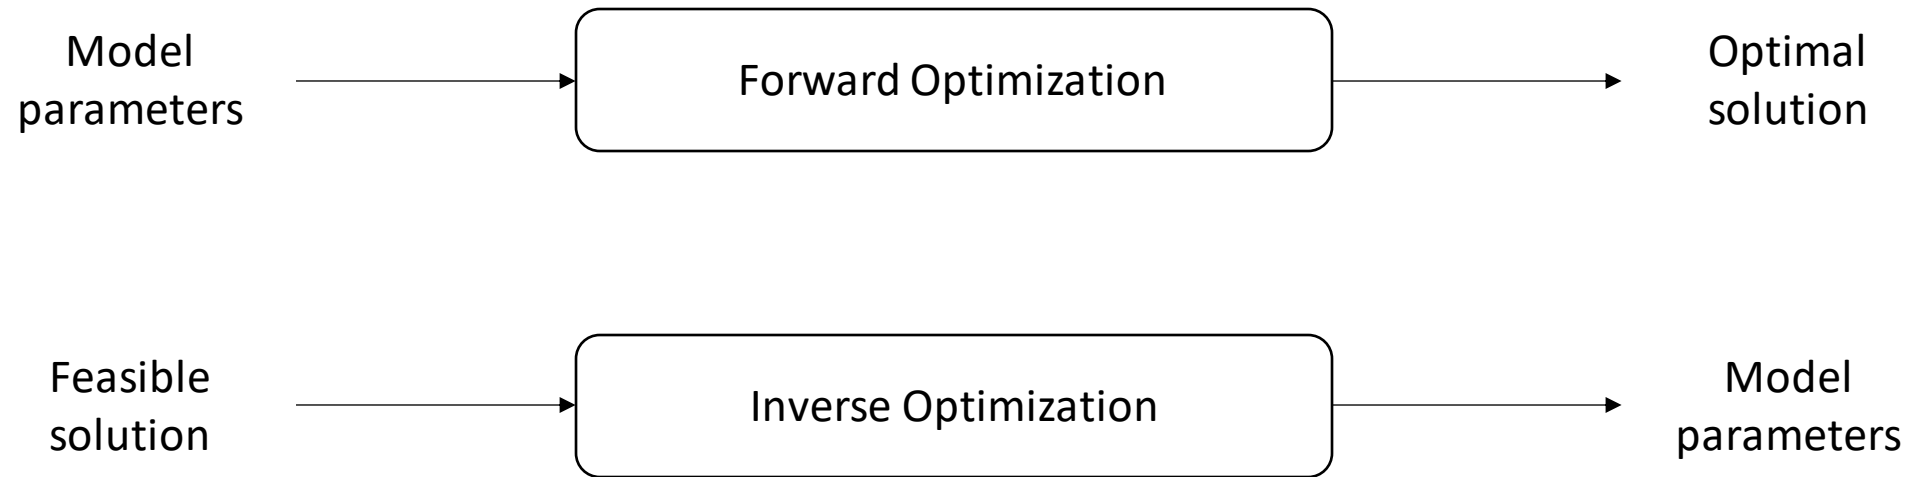 Model
parameters
Forward Optimization
Optimal
solution
Feasible
solution
Inverse Optimization
Model
parameters